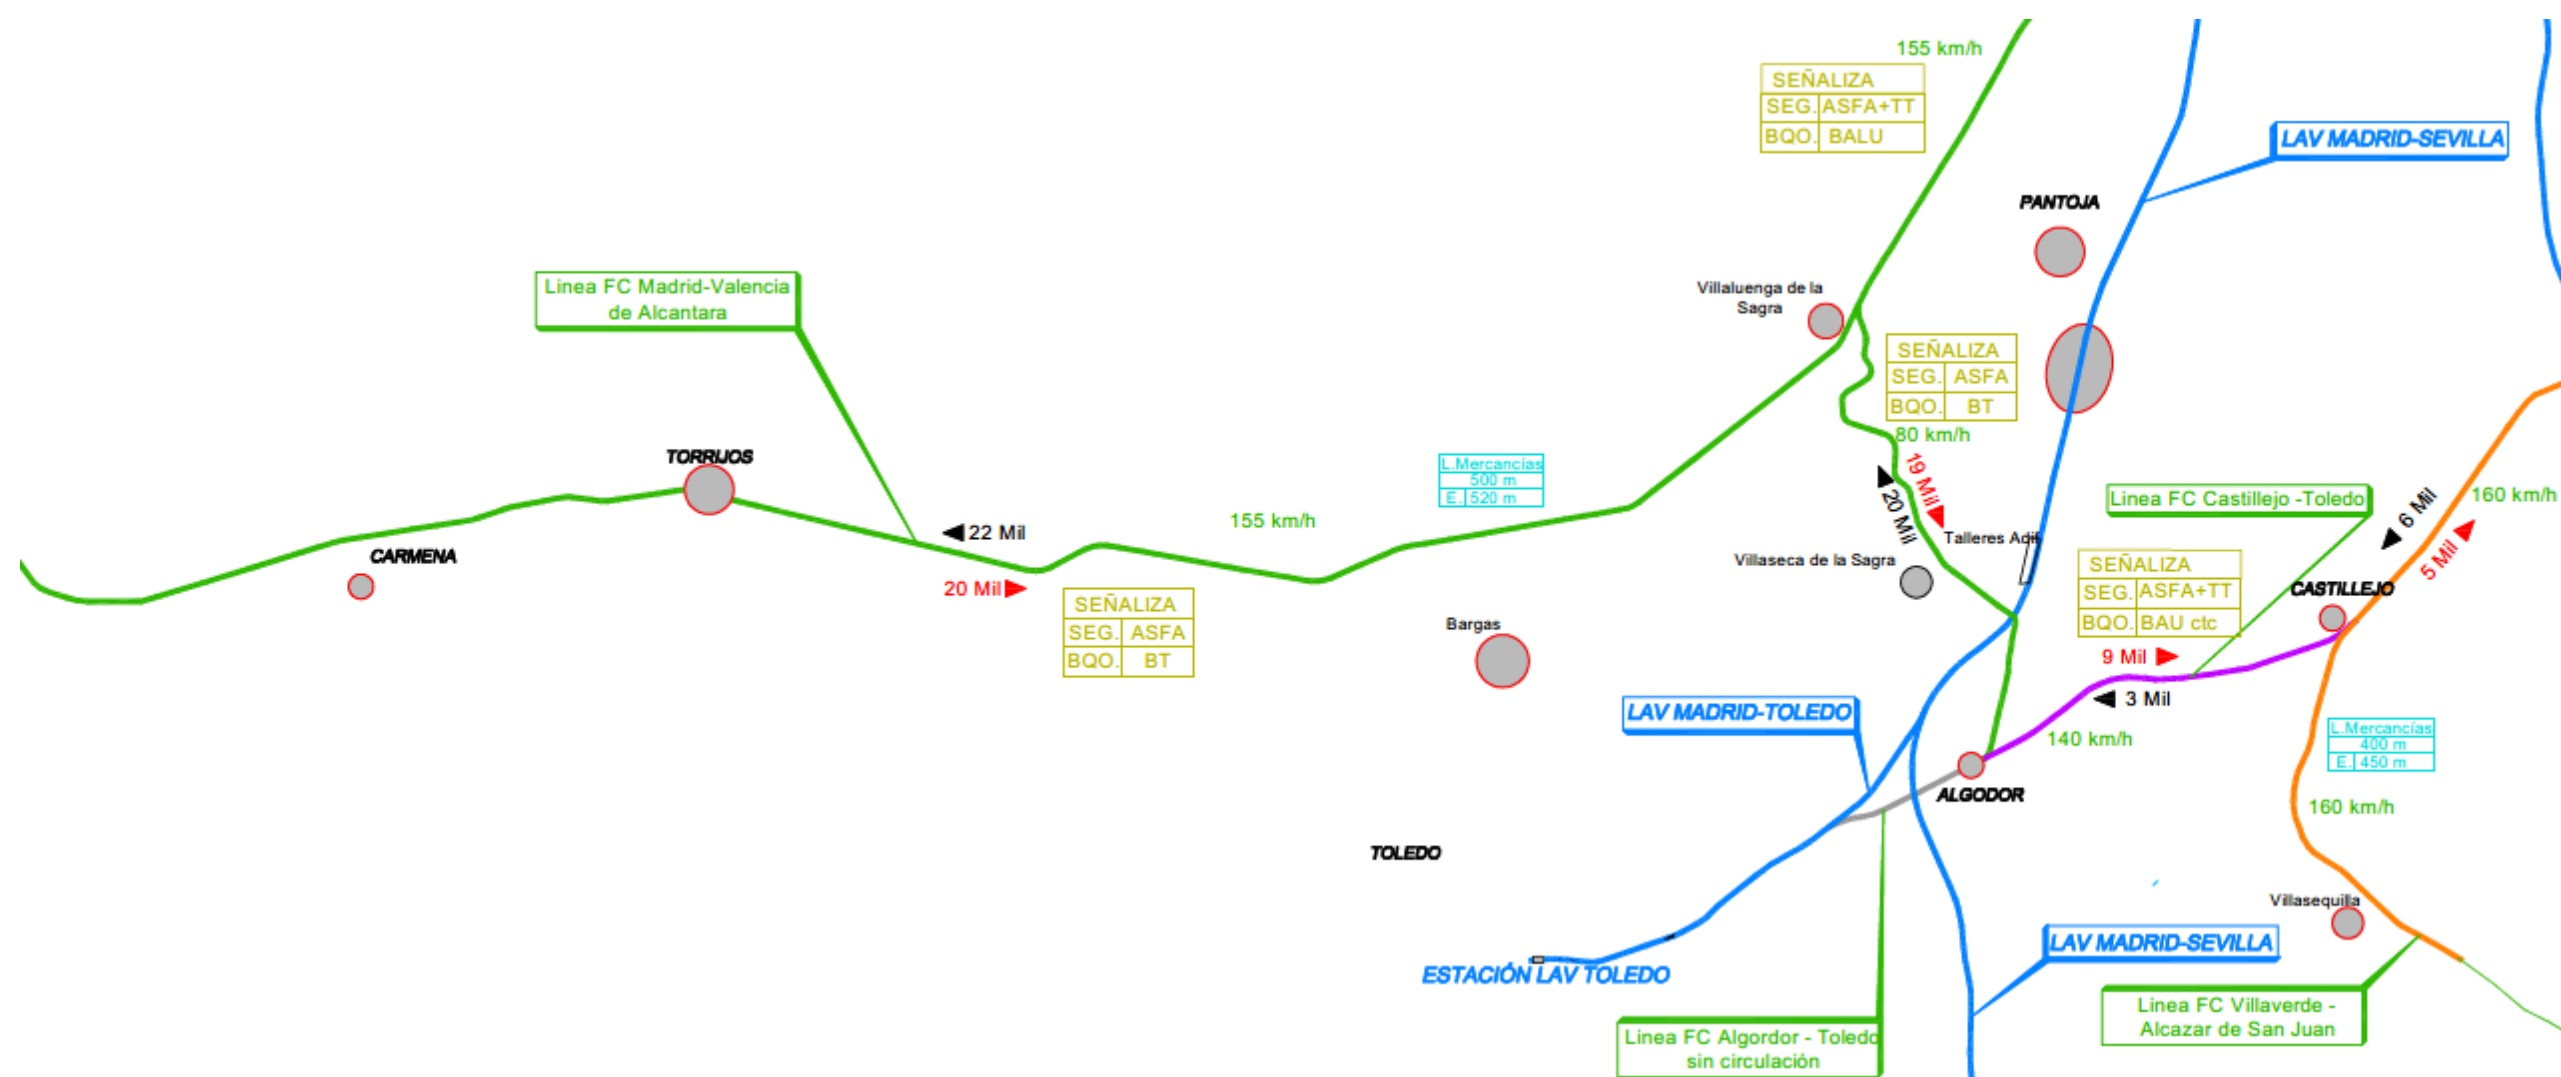 155 km/h
SEÑALIZA
SEG. ASFA+TT
BQO. BALU
LAV MADRID-SEVILLA
PANTOJA
Linea FC Madrid-Valencia
de Alcantara
Villaluenga de la
Sagra
SEÑALIZA
SEG. ASFA
BQO. BT
80 km/h
TORRIJOS
L.Mercancías
500 m
E. 520 m
19 Mil
20 Mil
Linea FC Castillejo -Toledo
6 Mil
160 km/h
5 Mil
155 km/h
22 Mil
CARMENA
Talleres Adif
Villaseca de la Sagra
20 Mil
SEÑALIZA
SEG. ASFA
BQO. BT
SEÑALIZA
SEG. ASFA+TT
BQO. BAU ctc
CASTILLEJO
Bargas
9 Mil
3 Mil
LAV MADRID-TOLEDO
140 km/h
L.Mercancías
400 m
E. 450 m
ALGODOR
160 km/h
TOLEDO
Villasequilla
LAV MADRID-SEVILLA
ESTACIÓN LAV TOLEDO
Linea FC Villaverde -
Alcazar de San Juan
Linea FC Algordor - Toledo
sin circulación